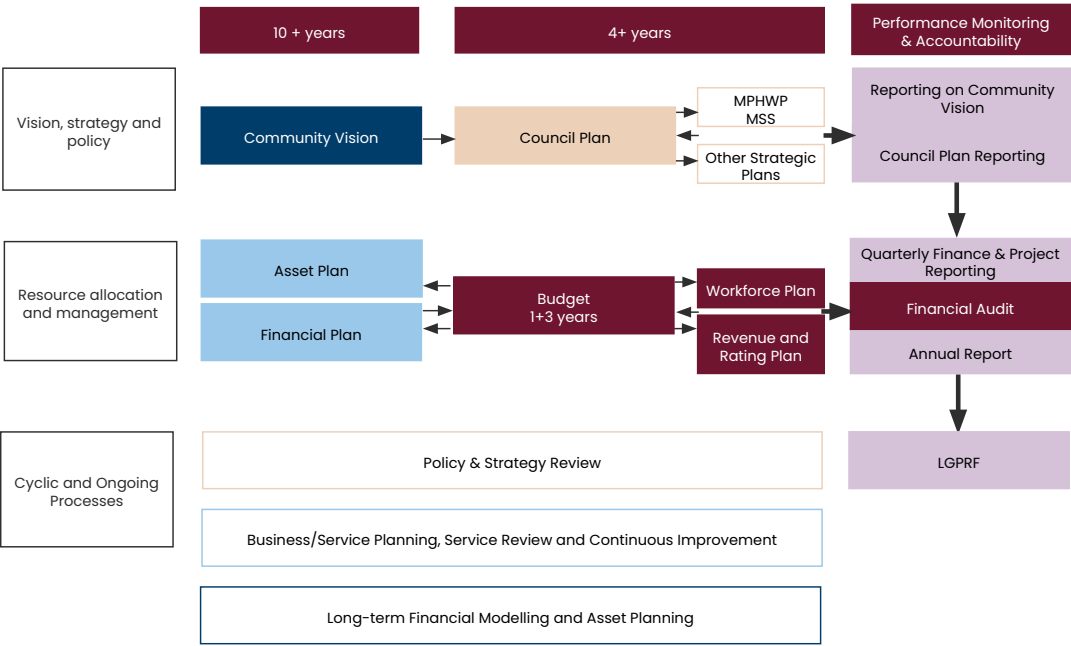 10 + years
4+ years
Performance Monitoring
& Accountability
Vision, strategy and
policy
Community Vision
Council Plan
MPHWP
MSS
Other Strategic
Plans
Reporting on Community
Vision
Council Plan Reporting
Resource allocation
and management
Asset Plan
Financial Plan
Budget
1+3 years
Workforce Plan
Revenue and
Rating Plan
Quarterly Finance & Project
Reporting
Financial Audit
Annual Report
Cyclic and Ongoing
Processes
Policy & Strategy Review
LGPRF
Business/Service Planning, Service Review and Continuous Improvement
Long-term Financial Modelling and Asset Planning